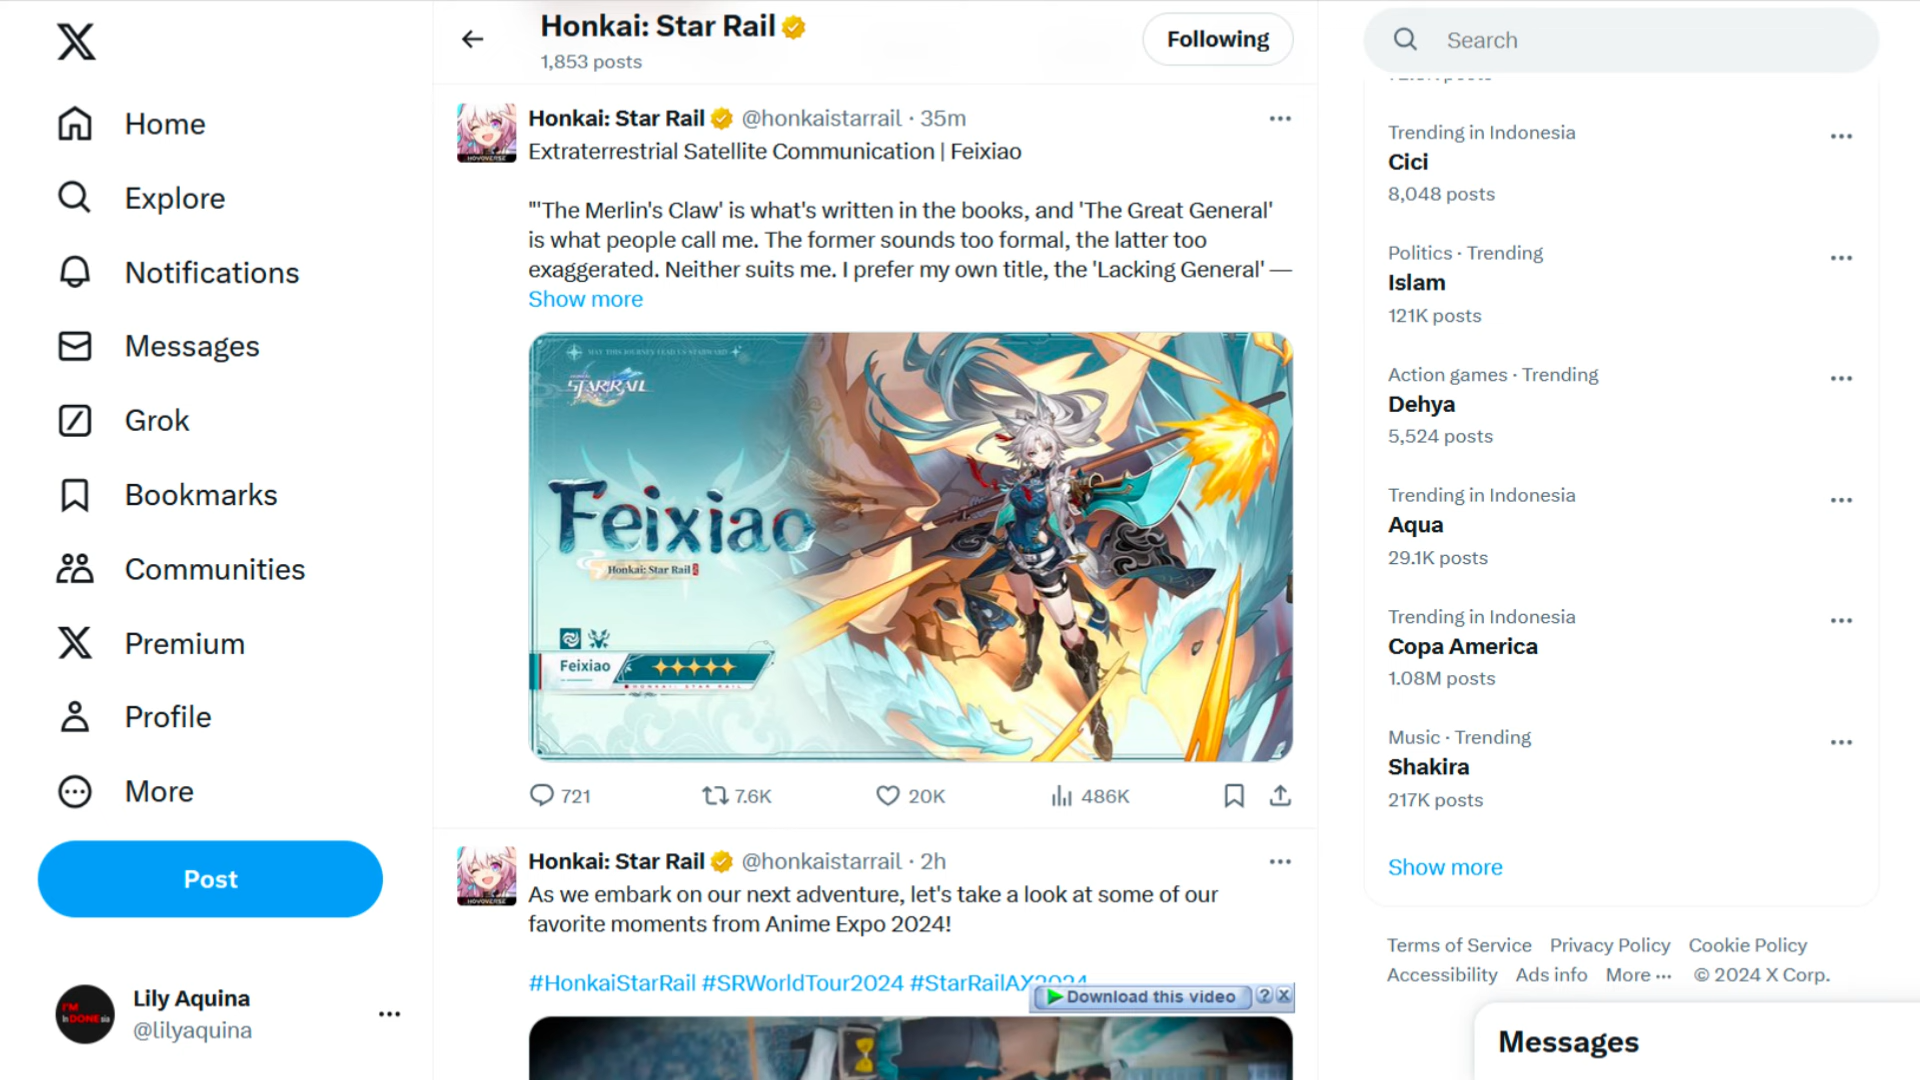 Home
Explore
Notifications
Messages
Grok
Bookmarks
Communities
Premium
Profile
More
Post
Lily Aquina
@lilyaquina
I'M
In DONE sia
Honkai: Star Rail
1,853 posts
Following
Honkai: Star Rail @honkaistarrail · 35m
Extraterrestrial Satellite Communication | Feixiao
"'The Merlin's Claw' is what's written in the books, and 'The Great General'
is what people call me. The former sounds too formal, the latter too
exaggerated. Neither suits me. I prefer my own title, the 'Lacking General' —
Show more
HOYOVERSE
MAY THIS JOURNEY LEAD US STARWARD
HONKAI
STAR RAIL
Feixiao
Honkai: Star Rail
Feixiao
HONKAI: STAR RAIL
721
7.6K
20K
486K
Honkai: Star Rail @honkaistarrail · 2h
As we embark on our next adventure, let's take a look at some of our
favorite moments from Anime Expo 2024!
#HonkaiStarRail #SRWorldTour2024 #StarRailAX2024
HOYOVERSE
Download this video ? X
Search
Trending in Indonesia
Cici
8,048 posts
Politics · Trending
Islam
121K posts
Action games · Trending
Dehya
5,524 posts
Trending in Indonesia
Aqua
29.1K posts
Trending in Indonesia
Copa America
1.08M posts
Music · Trending
Shakira
217K posts
Show more
Terms of Service Privacy Policy Cookie Policy
Accessibility Ads info More ··· © 2024 X Corp.
Messages